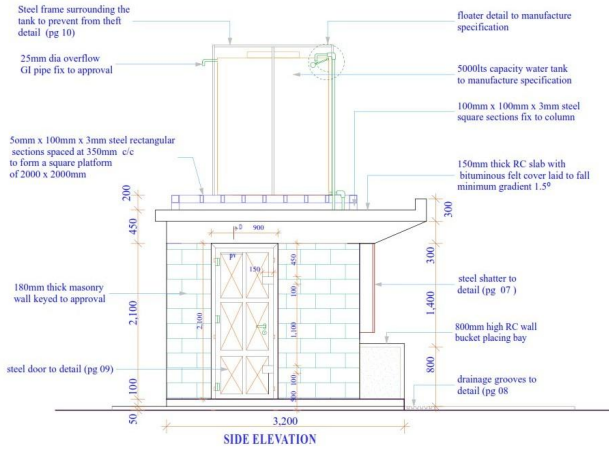 Steel frame surrounding the
tank to prevent from theft
detail (pg 10)
floater detail to manufacture
specification
25mm dia overflow
GI pipe fix to approval
5000lts capacity water tank
to manufacture specification
100mm x 100mm x 3mm steel
square sections fix to column
5omm x 100mm x 3mm steel rectangular
sections spaced at 350mm c/c
to form a square platform
of 2000 x 2000mm
150mm thick RC slab with
bituminous felt cover laid to fall
minimum gradient 1.5⁰
200
450
2,100
100
50
300
300
1,400
800
D
900
pv
450
150
100
2,100
1,100
100
500
180mm thick masonry
wall keyed to approval
steel shatter to
detail (pg 07 )
800mm high RC wall
bucket placing bay
steel door to detail (pg 09)
drainage grooves to
detail (pg 08
3,200
SIDE ELEVATION